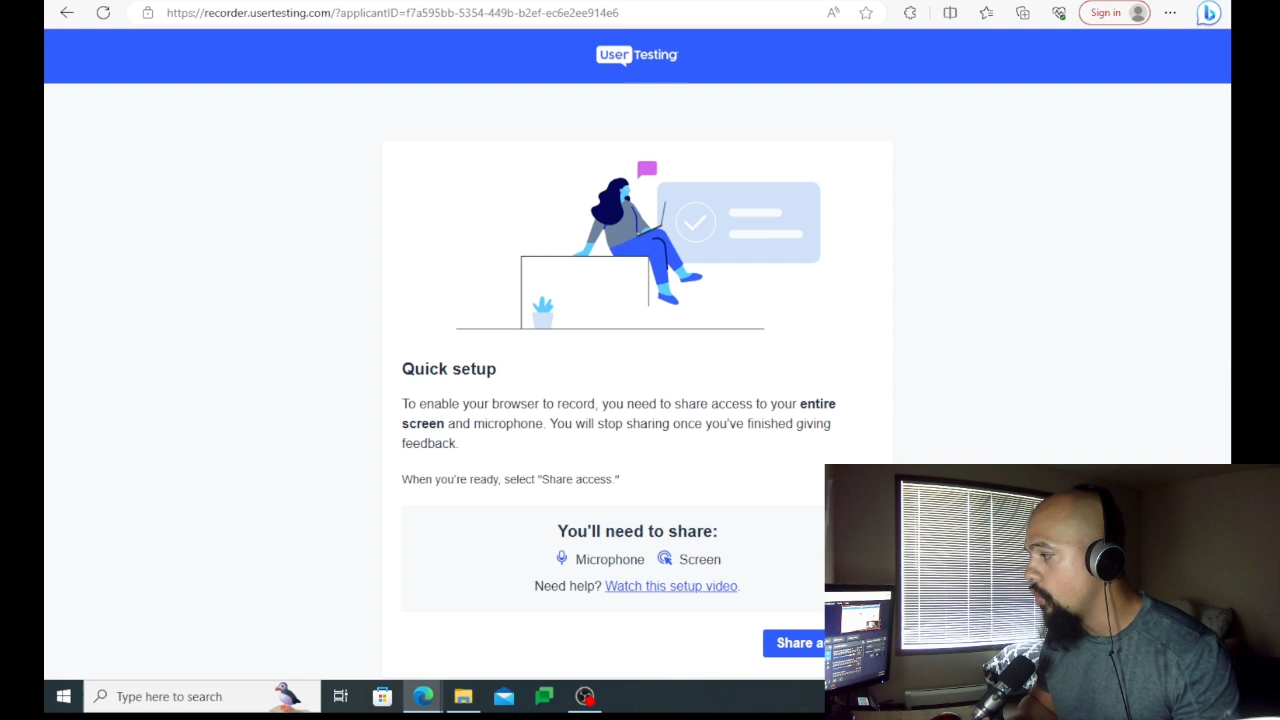 https://recorder.usertesting.com/?applicantID=f7a595bb-5354-449b-b2ef-ec6e2ee914e6
Sign in
User Testing
Quick setup
To enable your browser to record, you need to share access to your entire
screen and microphone. You will stop sharing once you've finished giving
feedback.
When you're ready, select "Share access."
You'll need to share:
Microphone Screen
Need help? Watch this setup video.
Share a
Type here to search